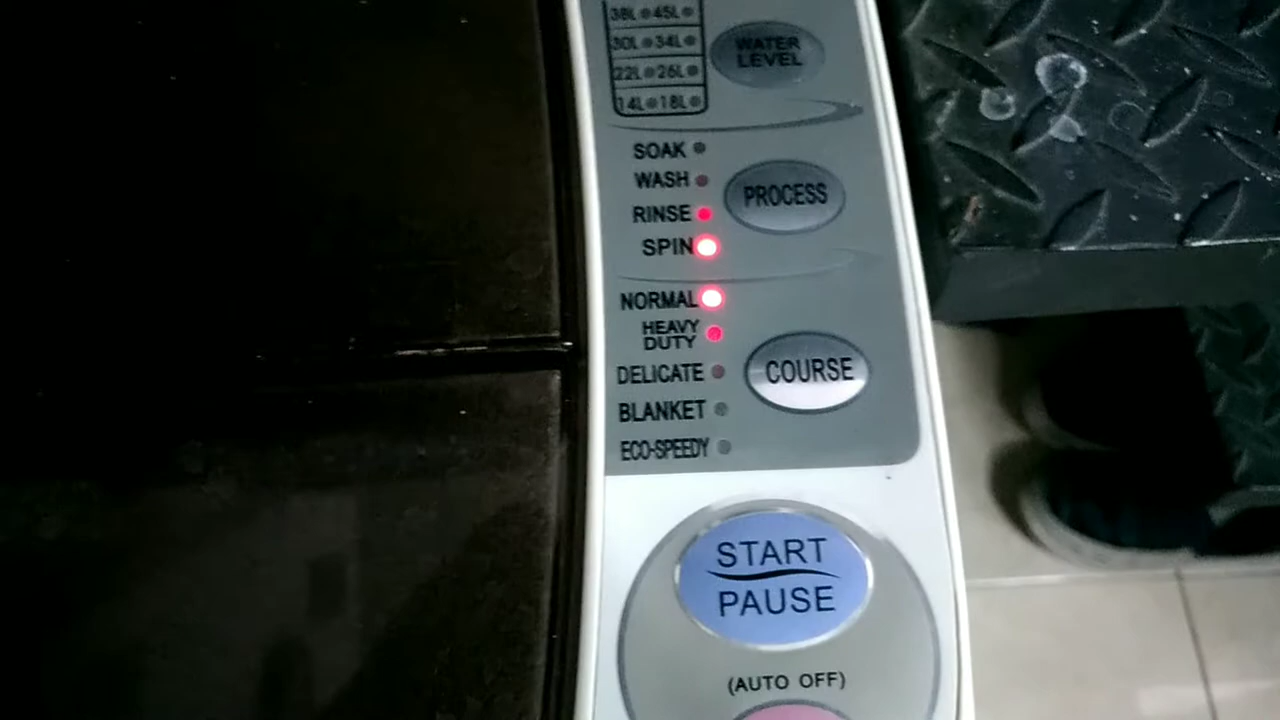 38L 45L
30L 34L
22L 26L
14L 18L
WATER
LEVEL
SOAK
WASH
RINSE
SPIN
PROCESS
NORMAL
HEAVY
DUTY
DELICATE
BLANKET
ECO-SPEEDY
COURSE
START
PAUSE
(AUTO OFF)